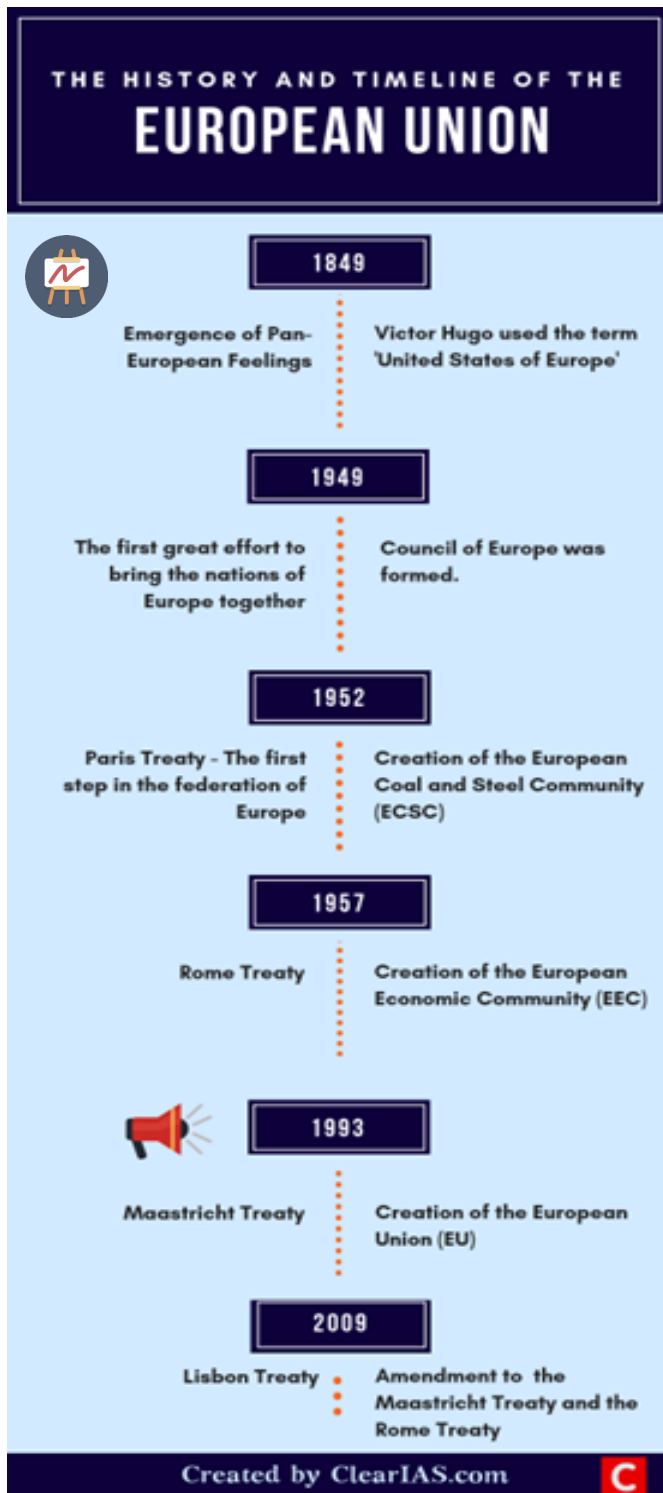 THE HISTORY AND TIMELINE OF THE
EUROPEAN UNION
1849
Emergence of Pan-
European Feelings
Victor Hugo used the term
'United States of Europe'
1949
The first great effort to
bring the nations of
Europe together
Council of Europe was
formed.
1952
Paris Treaty - The first
step in the federation of
Europe
Creation of the European
Coal and Steel Community
(ECSC)
1957
Rome Treaty
Creation of the European
Economic Community (EEC)
1993
Maastricht Treaty
Creation of the European
Union (EU)
2009
Lisbon Treaty
Amendment to the
Maastricht Treaty and the
Rome Treaty
Created by ClearIAS.com
C